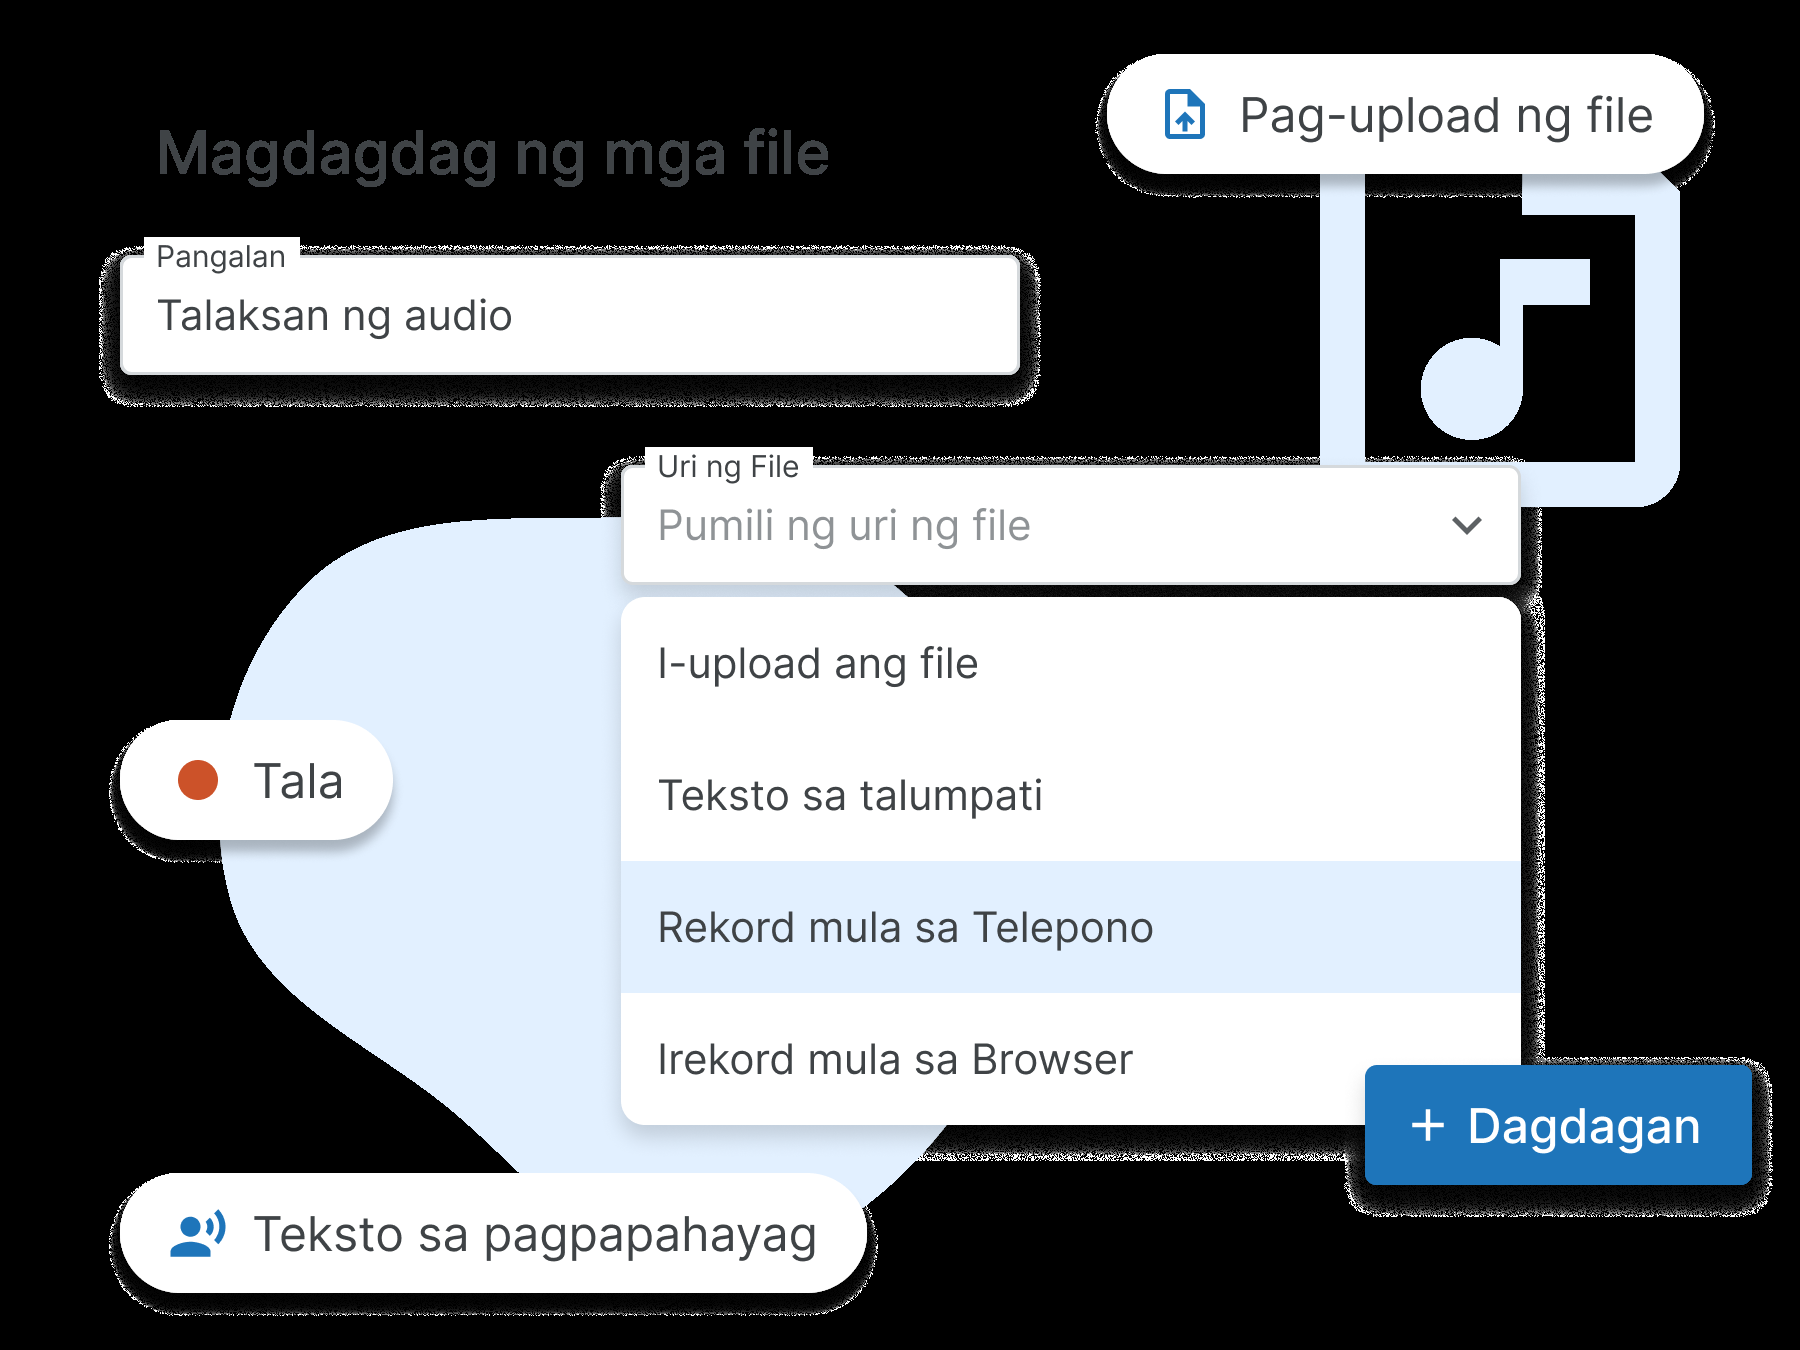 Pag-upload ng file
Magdagdag ng mga file
Pangalan
Talaksan ng audio
Uri ng File
Pumili ng uri ng file
I-upload ang file
Teksto sa talumpati
Tala
Rekord mula sa Telepono
Irekord mula sa Browser
+ Dagdagan
Teksto sa pagpapahayag